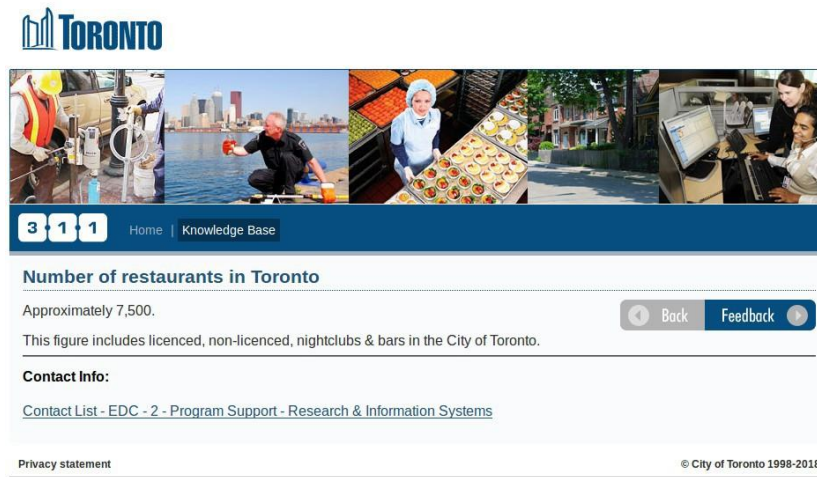 TORONTO
3 1 1
Home | Knowledge Base
Number of restaurants in Toronto
Approximately 7,500.
Back Feedback
This figure includes licenced, non-licenced, nightclubs & bars in the City of Toronto.
Contact Info:
Contact List - EDC - 2 - Program Support - Research & Information Systems
Privacy statement © City of Toronto 1998-2018